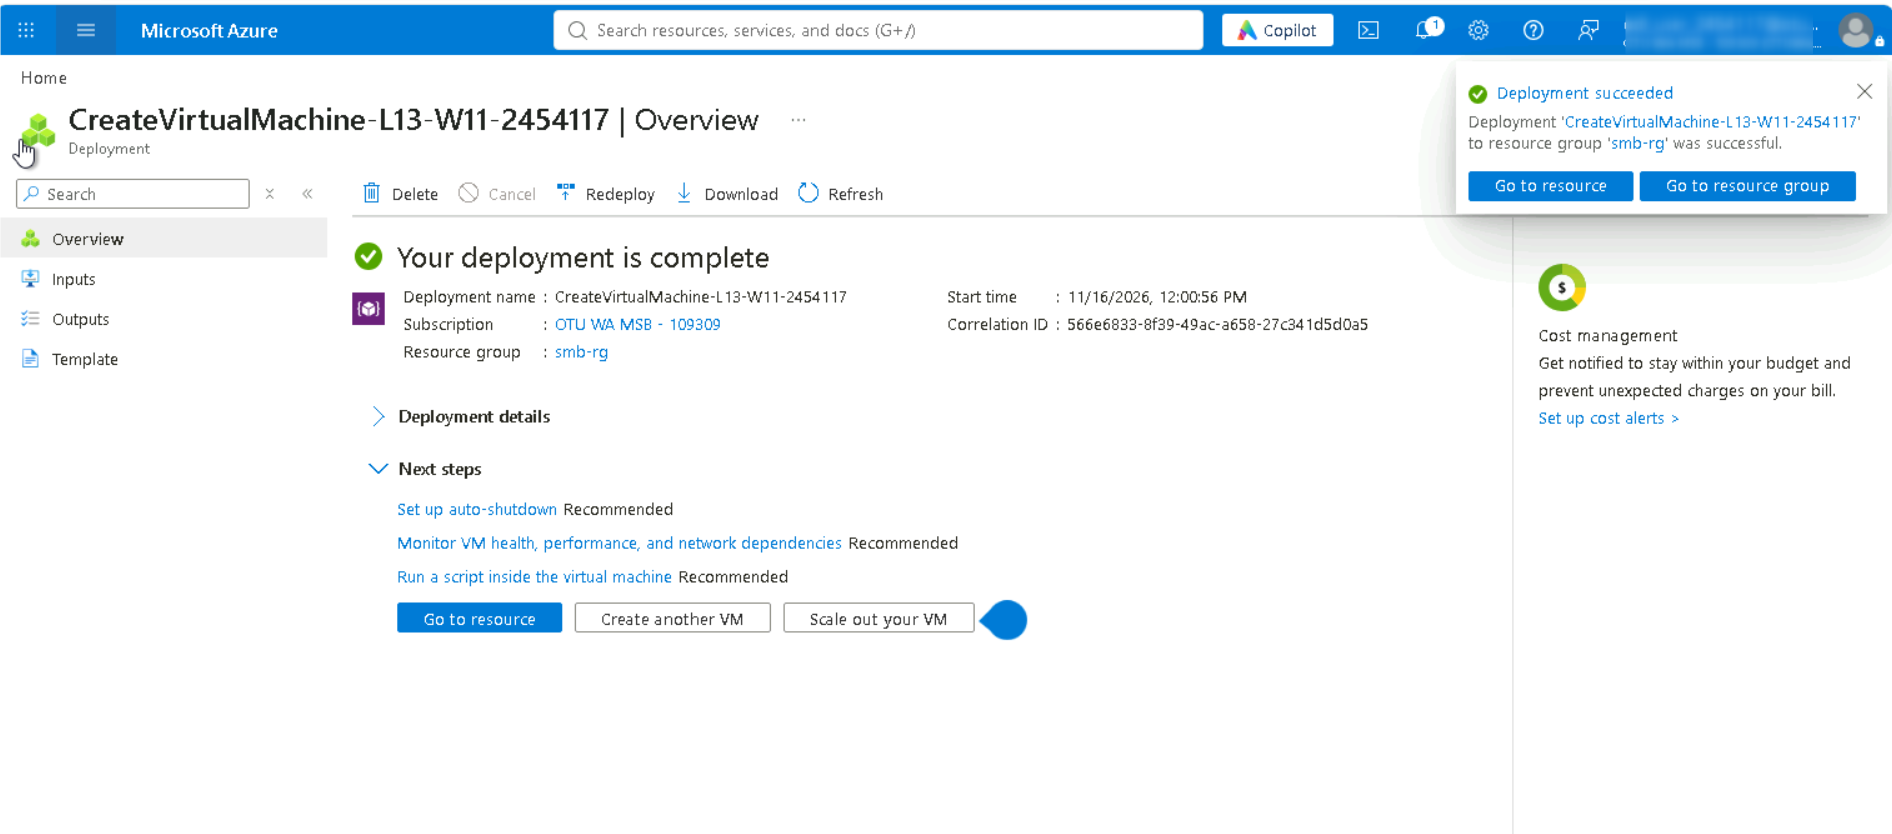 Microsoft Azure
Search resources, services, and docs (G+/)
Copilot
1
Home
CreateVirtualMachine-L13-W11-2454117 | Overview
...
Deployment
Deployment succeeded
Deployment 'CreateVirtualMachine-L13-W11-2454117'
to resource group 'smb-rg' was successful.
Go to resource
Go to resource group
Search
Delete
Cancel
Redeploy
Download
Refresh
Overview
Inputs
Outputs
Template
Your deployment is complete
Deployment name : CreateVirtualMachine-L13-W11-2454117
Subscription : OTU WA MSB - 109309
Resource group : smb-rg
Start time : 11/16/2026, 12:00:56 PM
Correlation ID : 566e6833-8f39-49ac-a658-27c341d5d0a5
Deployment details
Next steps
Set up auto-shutdown Recommended
Monitor VM health, performance, and network dependencies Recommended
Run a script inside the virtual machine Recommended
Go to resource
Create another VM
Scale out your VM
$
Cost management
Get notified to stay within your budget and
prevent unexpected charges on your bill.
Set up cost alerts >